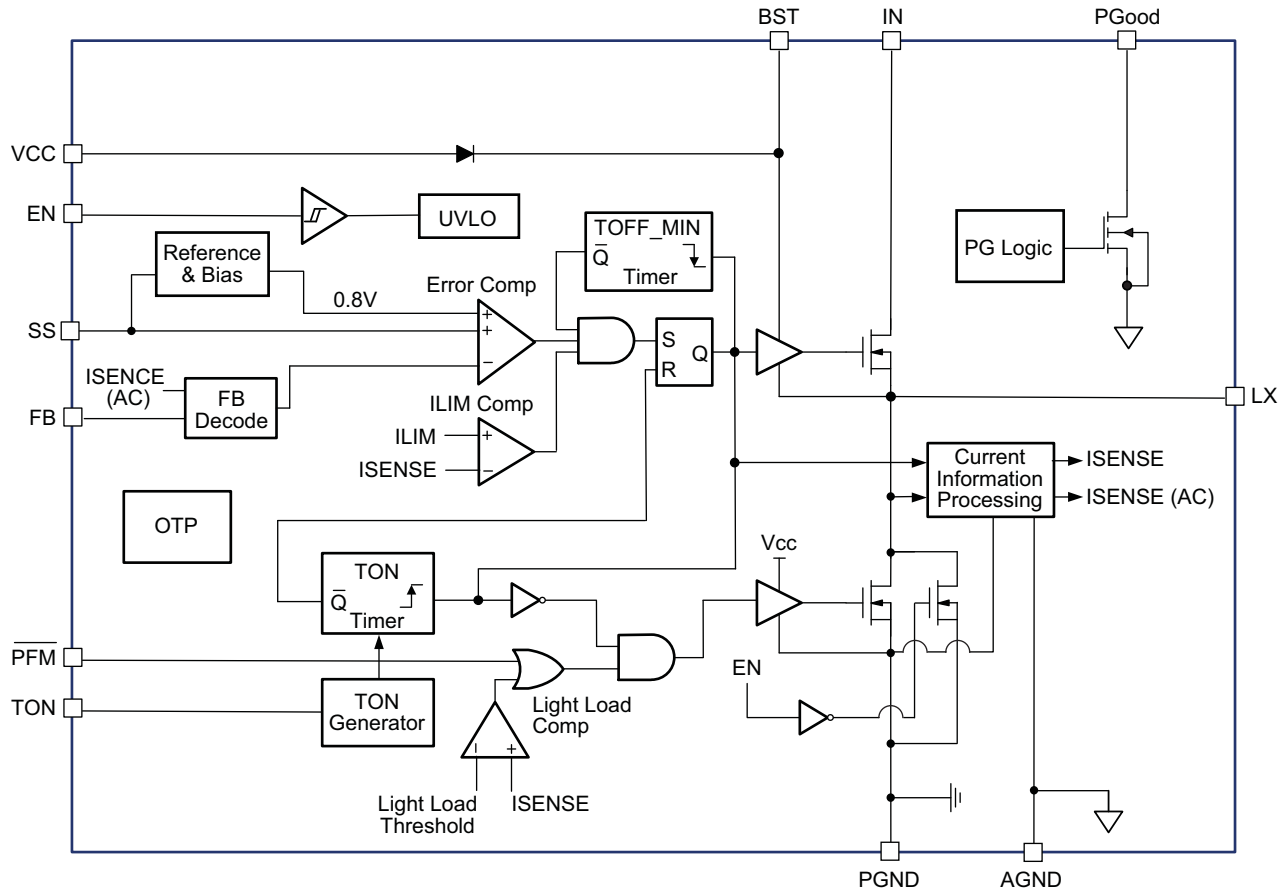 BST
IN
PGood
VCC
EN
UVLO
TOFF_MIN
Q̅
Timer
PG Logic
Reference
& Bias
Error Comp
0.8V
+
+
–
SS
S
Q
R
ISENCE
(AC)
FB
FB
Decode
ILIM Comp
ILIM
+
ISENSE
–
LX
Current
Information
Processing
ISENSE
ISENSE (AC)
OTP
Vcc
TON
Q̅
Timer
P̅F̅M̅
EN
TON
TON
Generator
Light Load
Comp
–
+
Light Load
Threshold
ISENSE
PGND
AGND